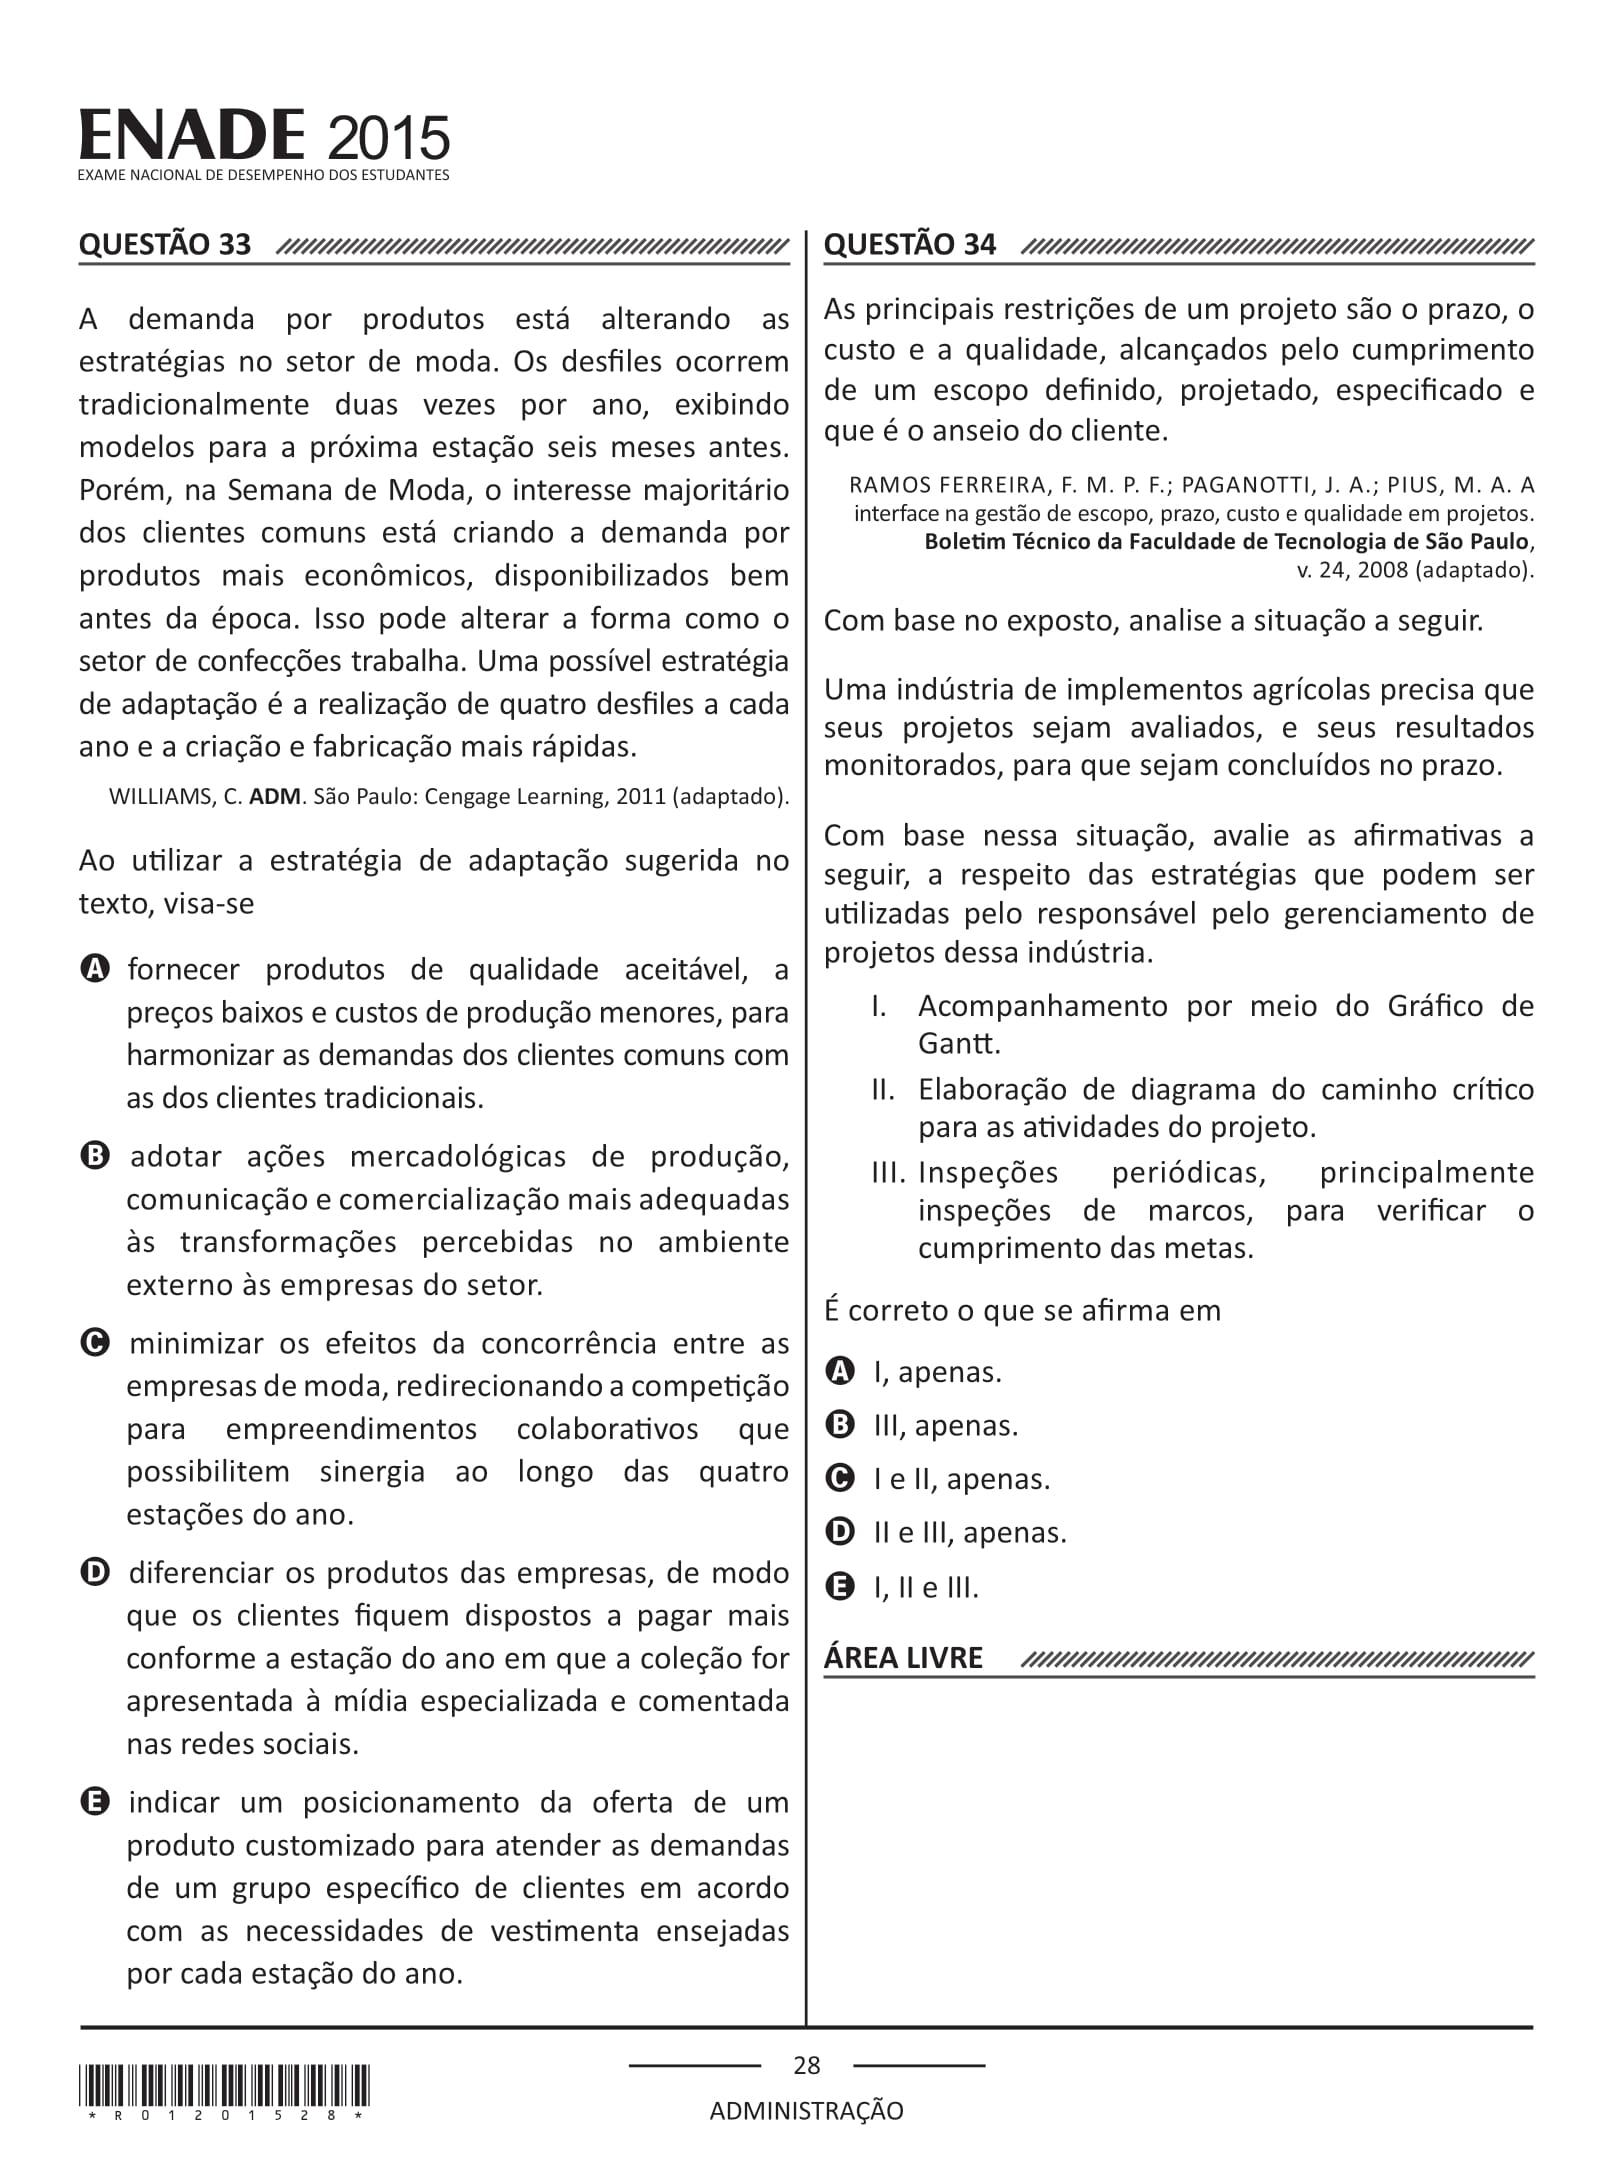 ENADE 2015
EXAME NACIONAL DE DESEMPENHO DOS ESTUDANTES
QUESTÃO 33
A demanda por produtos está alterando as
estratégias no setor de moda. Os desfiles ocorrem
tradicionalmente duas vezes por ano, exibindo
modelos para a próxima estação seis meses antes.
Porém, na Semana de Moda, o interesse majoritário
dos clientes comuns está criando a demanda por
produtos mais econômicos, disponibilizados bem
antes da época. Isso pode alterar a forma como o
setor de confecções trabalha. Uma possível estratégia
de adaptação é a realização de quatro desfiles a cada
ano e a criação e fabricação mais rápidas.
WILLIAMS, C. ADM. São Paulo: Cengage Learning, 2011 (adaptado).
Ao utilizar a estratégia de adaptação sugerida no
texto, visa-se
A fornecer produtos de qualidade aceitável, a
preços baixos e custos de produção menores, para
harmonizar as demandas dos clientes comuns com
as dos clientes tradicionais.
B adotar ações mercadológicas de produção,
comunicação e comercialização mais adequadas
às transformações percebidas no ambiente
externo às empresas do setor.
C minimizar os efeitos da concorrência entre as
empresas de moda, redirecionando a competição
para empreendimentos colaborativos que
possibilitem sinergia ao longo das quatro
estações do ano.
D diferenciar os produtos das empresas, de modo
que os clientes fiquem dispostos a pagar mais
conforme a estação do ano em que a coleção for
apresentada à mídia especializada e comentada
nas redes sociais.
E indicar um posicionamento da oferta de um
produto customizado para atender as demandas
de um grupo específico de clientes em acordo
com as necessidades de vestimenta ensejadas
por cada estação do ano.
QUESTÃO 34
As principais restrições de um projeto são o prazo, o
custo e a qualidade, alcançados pelo cumprimento
de um escopo definido, projetado, especificado e
que é o anseio do cliente.
RAMOS FERREIRA, F. M. P. F.; PAGANOTTI, J. A.; PIUS, M. A. A
interface na gestão de escopo, prazo, custo e qualidade em projetos.
Boletim Técnico da Faculdade de Tecnologia de São Paulo,
v. 24, 2008 (adaptado).
Com base no exposto, analise a situação a seguir.
Uma indústria de implementos agrícolas precisa que
seus projetos sejam avaliados, e seus resultados
monitorados, para que sejam concluídos no prazo.
Com base nessa situação, avalie as afirmativas a
seguir, a respeito das estratégias que podem ser
utilizadas pelo responsável pelo gerenciamento de
projetos dessa indústria.
I. Acompanhamento por meio do Gráfico de
Gantt.
II. Elaboração de diagrama do caminho crítico
para as atividades do projeto.
III. Inspeções periódicas, principalmente
inspeções de marcos, para verificar o
cumprimento das metas.
É correto o que se afirma em
A I, apenas.
B III, apenas.
C I e II, apenas.
D II e III, apenas.
E I, II e III.
ÁREA LIVRE
28
ADMINISTRAÇÃO
* R 0 1 2 0 1 5 2 8 *